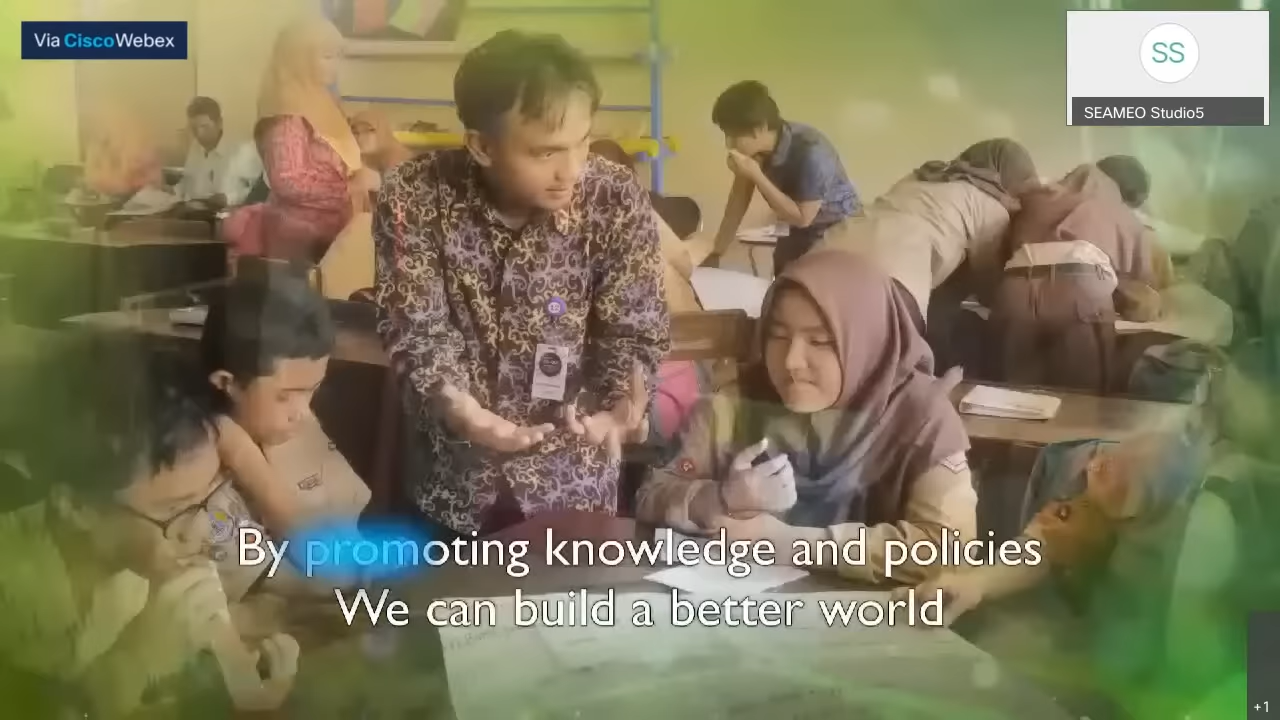 Via CiscoWebex
SS
SEAMEO Studio5
By promoting knowledge and policies
We can build a better world
+1